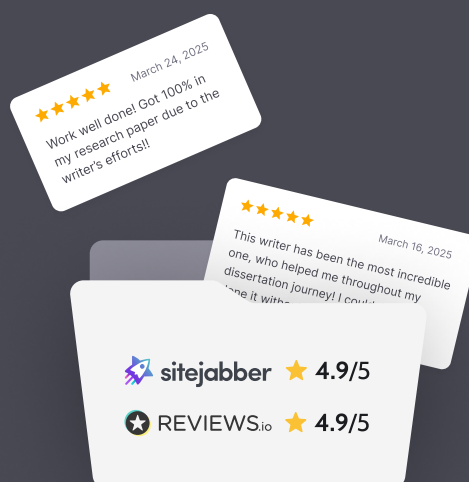 March 24, 2025
Work well done! Got 100% in
my research paper due to the
writer's efforts!!
March 16, 2025
This writer has been the most incredible
one, who helped me throughout my
dissertation journey! I
it
sitejabber 4.9/5
REVIEWS.io 4.9/5